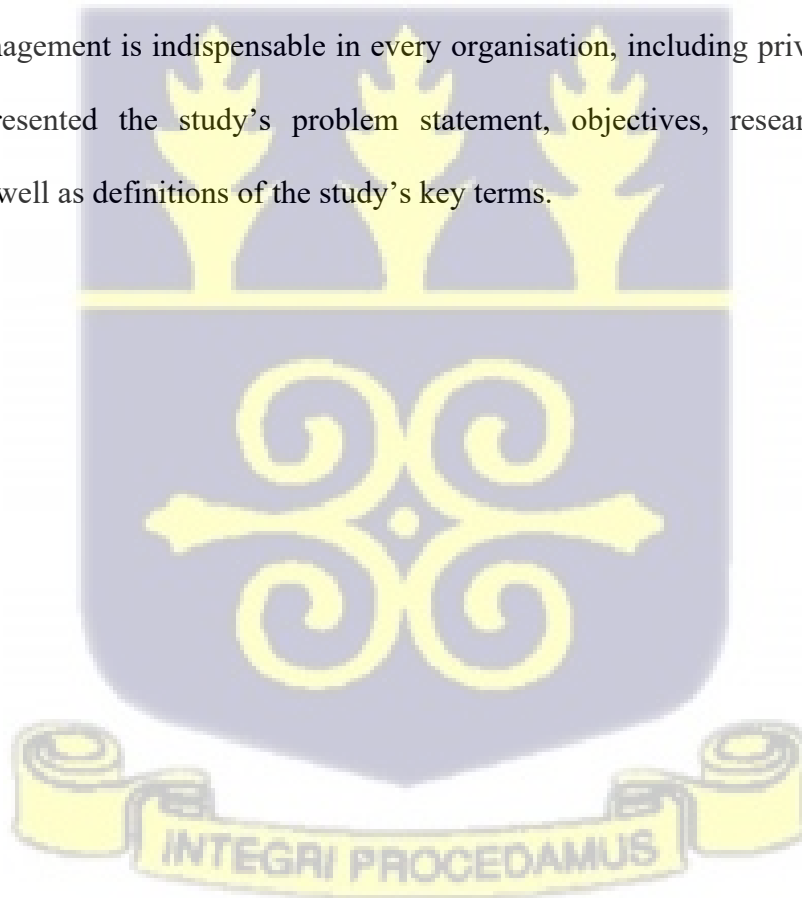 nagement is indispensable in every organisation, including priv
resented the study's problem statement, objectives, resear
well as definitions of the study's key terms.
INTEGRI PROCEDAMUS